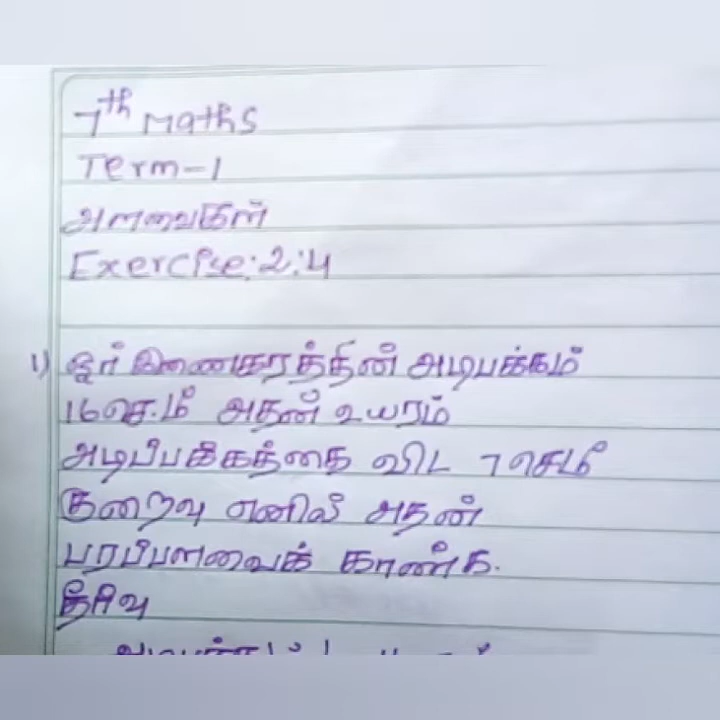 7th Maths
Term-1
அளவைகள்
Exercise:2:4
1) ஓர் இணைகரத்தின் அடிபக்கம்
16செ.மீ அதன் உயரம்
அடிப்பக்கத்தை விட 7செமீ
குறைவு எனில் அதன்
பரப்பளவைக் காண்க.
தீர்வு